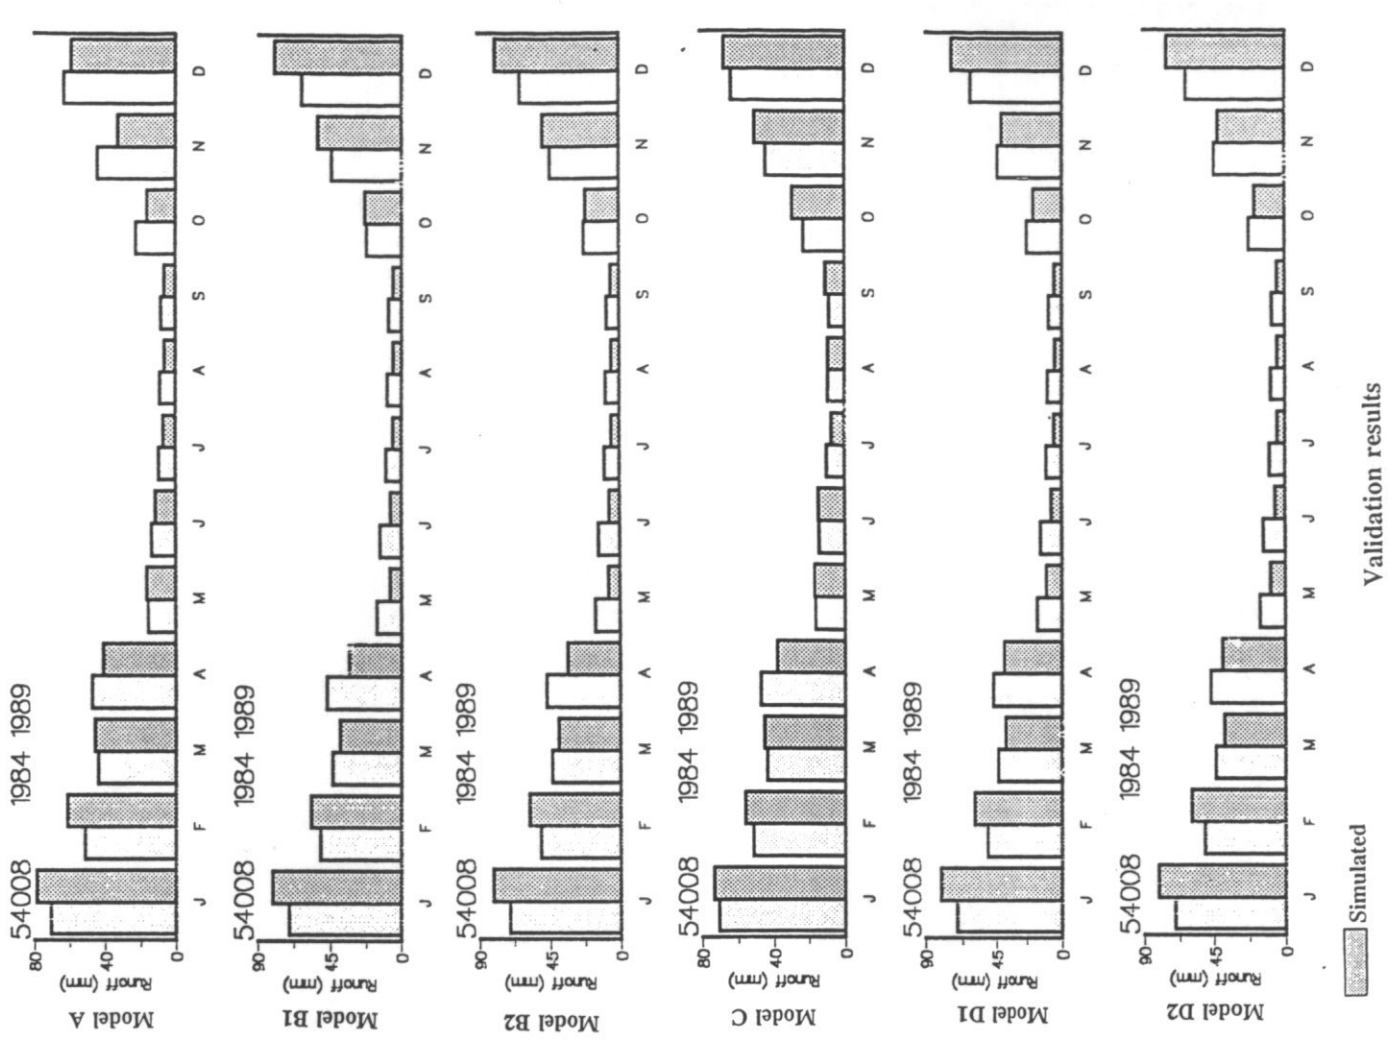 Model A
Runoff (mm)
80
45
0
54008 1984 1989
J F M A M J J A S O N D
Model B1
Runoff (mm)
90
45
0
54008 1984 1989
J F M A M J J A S O N D
Model B2
Runoff (mm)
90
45
0
54008 1984 1989
J F M A M J J A S O N D
Model C
Runoff (mm)
80
45
0
54008 1984 1989
J F M A M J J A S O N D
Model D1
Runoff (mm)
90
45
0
54008 1984 1989
J F M A M J J A S O N D
Model D2
Runoff (mm)
90
45
0
54008 1984 1989
J F M A M J J A S O N D
Simulated
Validation results